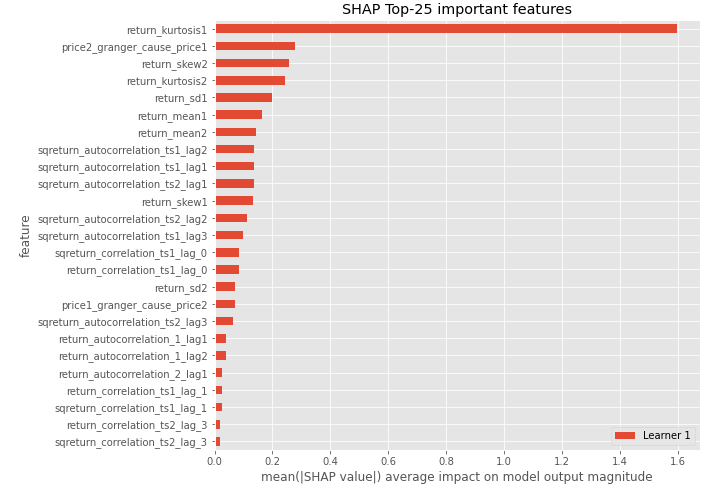 SHAP Top-25 important features
return_kurtosis1
price2_granger_cause_price1
return_skew2
return_kurtosis2
return_sd1
return_mean1
return_mean2
sqreturn_autocorrelation_ts1_lag2
sqreturn_autocorrelation_ts1_lag1
sqreturn_autocorrelation_ts2_lag1
return_skew1
sqreturn_autocorrelation_ts2_lag2
sqreturn_autocorrelation_ts1_lag3
sqreturn_correlation_ts1_lag_0
return_correlation_ts1_lag_0
return_sd2
price1_granger_cause_price2
sqreturn_autocorrelation_ts2_lag3
return_autocorrelation_1_lag1
return_autocorrelation_1_lag2
return_autocorrelation_2_lag1
return_correlation_ts1_lag_1
sqreturn_correlation_ts1_lag_1
return_correlation_ts2_lag_3
sqreturn_correlation_ts2_lag_3
feature
Learner 1
0.0 0.2 0.4 0.6 0.8 1.0 1.2 1.4 1.6
mean(|SHAP value|) average impact on model output magnitude